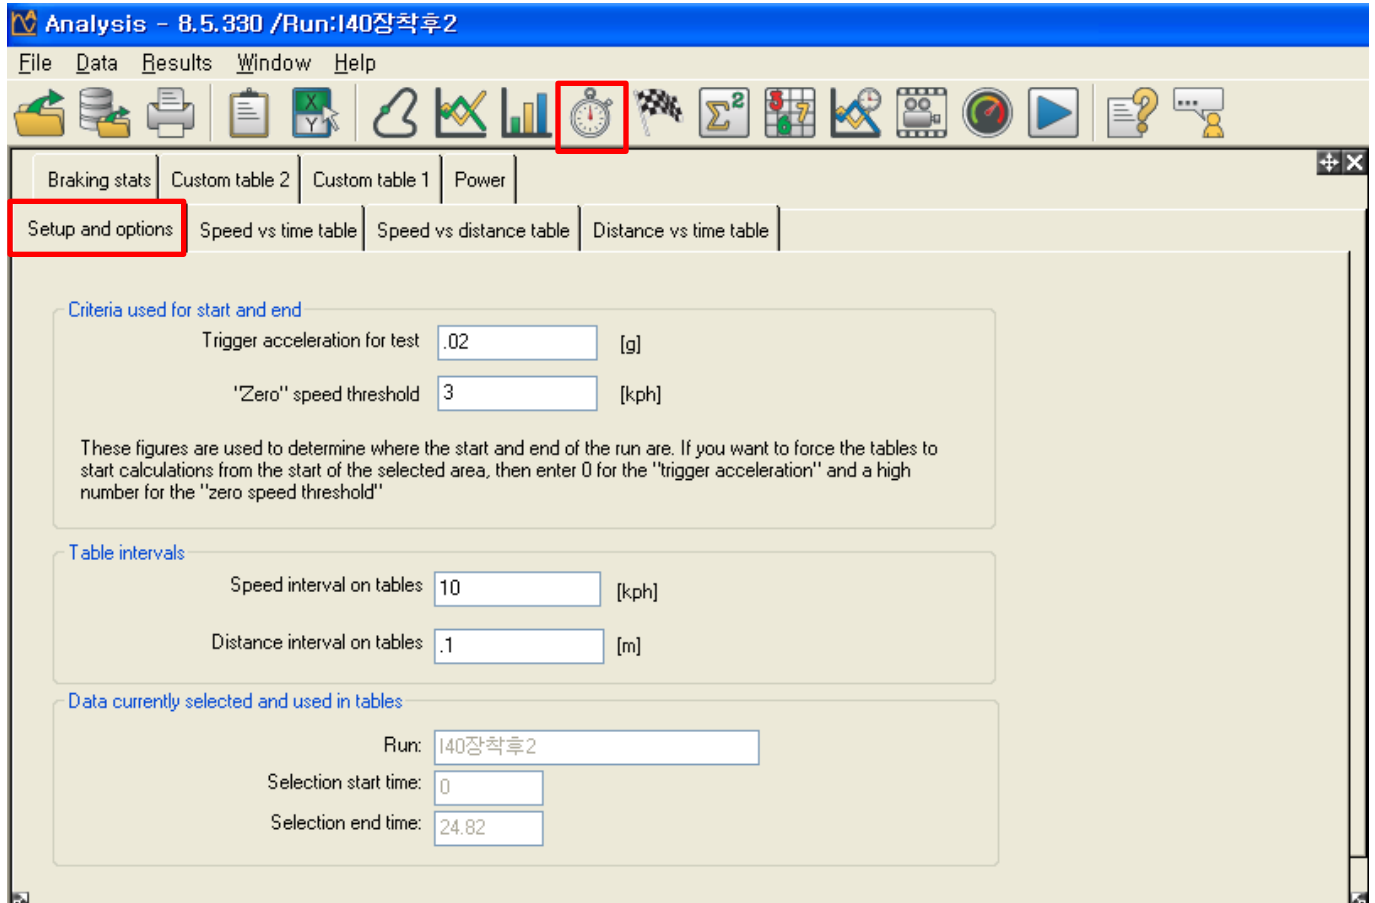 Analysis - 8.5.330 /Run:I40장착후2
File Data Results Window Help
X
Y
Σ²
8 7 6
Braking stats Custom table 2 Custom table 1 Power
Setup and options Speed vs time table Speed vs distance table Distance vs time table
Criteria used for start and end
Trigger acceleration for test .02 [g]
"Zero" speed threshold 3 [kph]
These figures are used to determine where the start and end of the run are. If you want to force the tables to
start calculations from the start of the selected area, then enter 0 for the "trigger acceleration" and a high
number for the "zero speed threshold"
Table intervals
Speed interval on tables 10 [kph]
Distance interval on tables .1 [m]
Data currently selected and used in tables
Run: I40장착후2
Selection start time: 0
Selection end time: 24.82